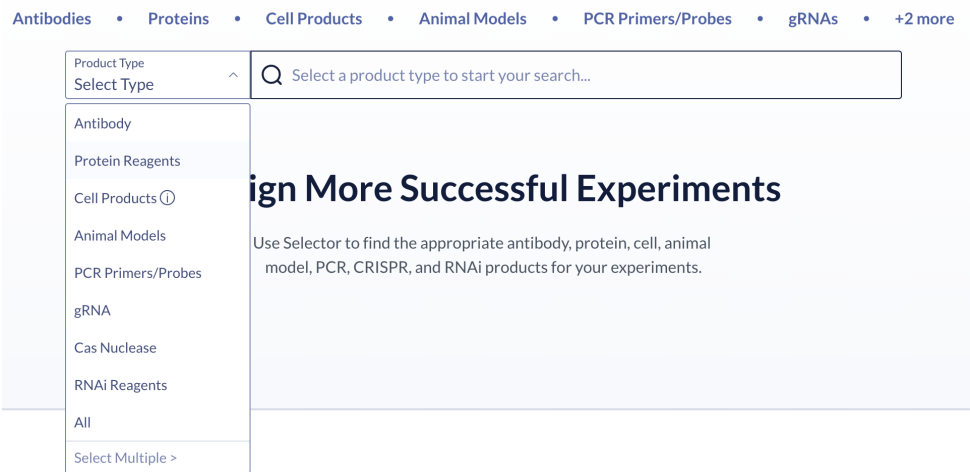 Antibodies • Proteins • Cell Products • Animal Models • PCR Primers/Probes • gRNAs • +2 more
Product Type
Select Type
Select a product type to start your search...
Antibody
Protein Reagents
Cell Products
Animal Models
PCR Primers/Probes
gRNA
Cas Nuclease
RNAi Reagents
All
Select Multiple >
ign More Successful Experiments
Use Selector to find the appropriate antibody, protein, cell, animal
model, PCR, CRISPR, and RNAi products for your experiments.